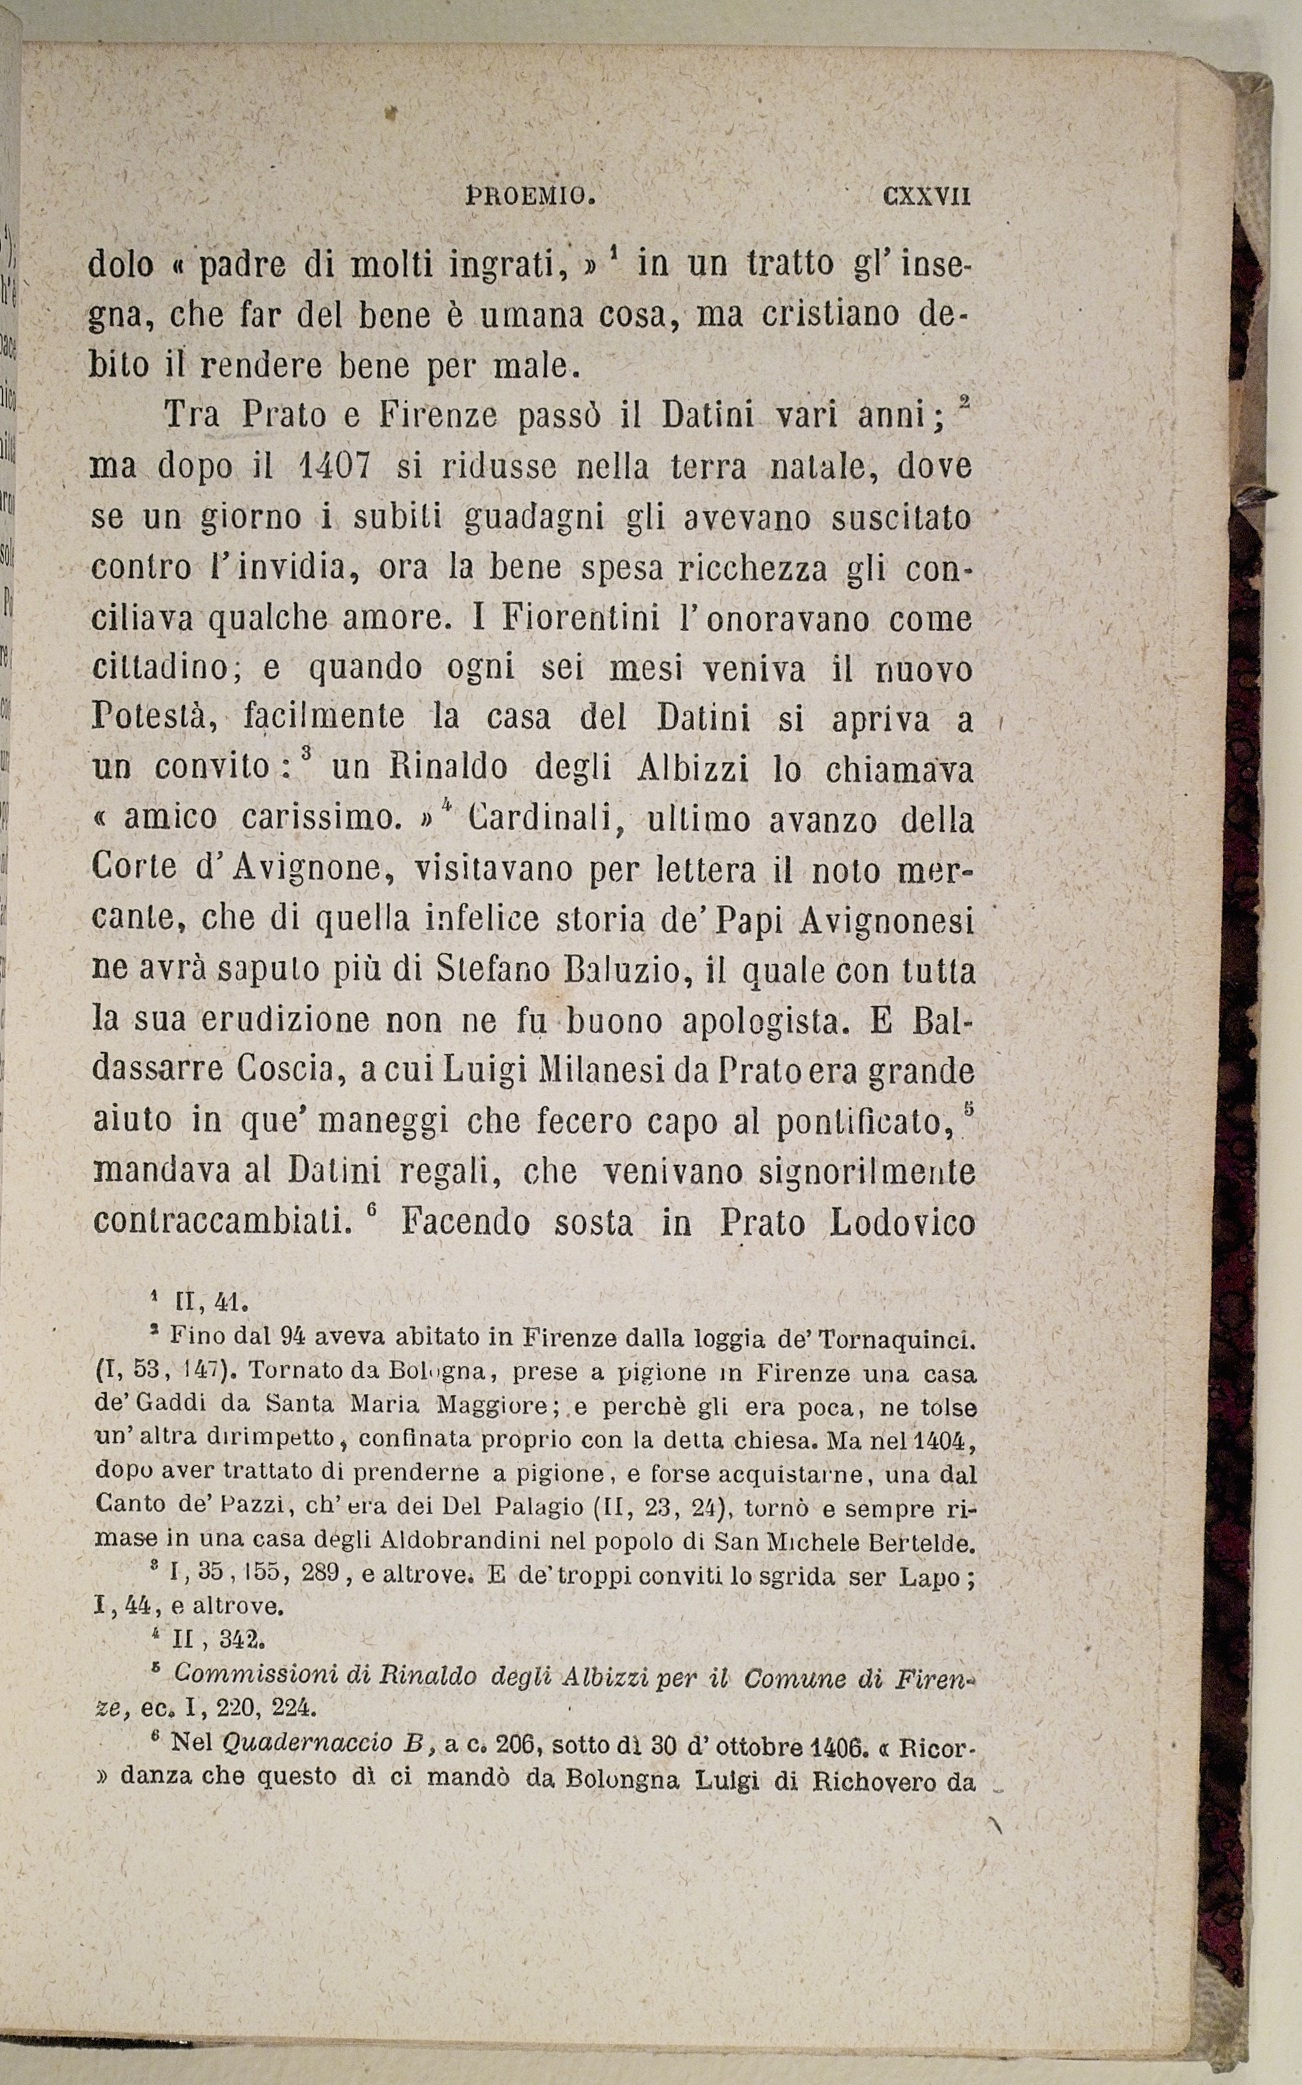 PROEMIO. CXXVII
dolo « padre di molti ingrati, » ¹ in un tratto gl' inse-
gna, che far del bene è umana cosa, ma cristiano de-
bito il rendere bene per male.
Tra Prato e Firenze passò il Datini vari anni; ²
ma dopo il 1407 si ridusse nella terra natale, dove
se un giorno i subiti guadagni gli avevano suscitato
contro l' invidia, ora la bene spesa ricchezza gli con-
ciliava qualche amore. I Fiorentini l' onoravano come
cittadino; e quando ogni sei mesi veniva il nuovo
Potestà, facilmente la casa del Datini si apriva a
un convito: ³ un Rinaldo degli Albizzi lo chiamava
« amico carissimo. » ⁴ Cardinali, ultimo avanzo della
Corte d' Avignone, visitavano per lettera il noto mer-
cante, che di quella infelice storia de' Papi Avignonesi
ne avrà saputo più di Stefano Baluzio, il quale con tutta
la sua erudizione non ne fu buono apologista. E Bal-
dassarre Coscia, a cui Luigi Milanesi da Prato era grande
aiuto in que' maneggi che fecero capo al pontificato, ⁵
mandava al Datini regali, che venivano signorilmente
contraccambiati. ⁶ Facendo sosta in Prato Lodovico
¹ II, 41.
² Fino dal 94 aveva abitato in Firenze dalla loggia de' Tornaquinci.
(I, 53, 147). Tornato da Bologna, prese a pigione in Firenze una casa
de' Gaddi da Santa Maria Maggiore; e perchè gli era poca, ne tolse
un' altra dirimpetto, confinata proprio con la detta chiesa. Ma nel 1404,
dopo aver trattato di prenderne a pigione, e forse acquistarne, una dal
Canto de' Pazzi, ch' era dei Del Palagio (II, 23, 24), tornò e sempre ri-
mase in una casa degli Aldobrandini nel popolo di San Michele Bertelde.
³ I, 35, 155, 289, e altrove. E de' troppi conviti lo sgrida ser Lapo;
I, 44, e altrove.
⁴ II, 342.
⁵ Commissioni di Rinaldo degli Albizzi per il Comune di Firen-
ze, ec. I, 220, 224.
⁶ Nel Quadernaccio B, a c. 206, sotto dì 30 d' ottobre 1406. « Ricor-
» danza che questo dì ci mandò da Bolongna Luigi di Richovero da